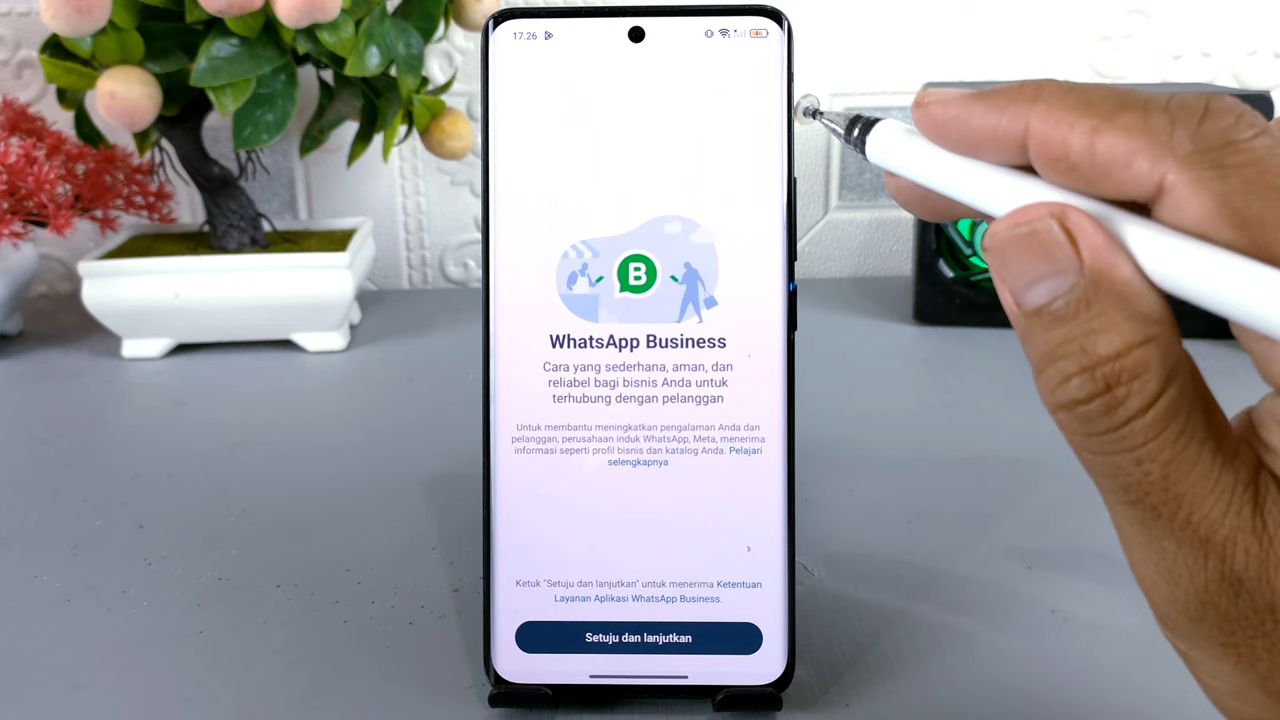 17.26
46
B
WhatsApp Business
Cara yang sederhana, aman, dan
reliabel bagi bisnis Anda untuk
terhubung dengan pelanggan
Untuk membantu meningkatkan pengalaman Anda dan
pelanggan, perusahaan induk WhatsApp, Meta, menerima
informasi seperti profil bisnis dan katalog Anda. Pelajari
selengkapnya
Ketuk "Setuju dan lanjutkan" untuk menerima Ketentuan
Layanan Aplikasi WhatsApp Business.
Setuju dan lanjutkan